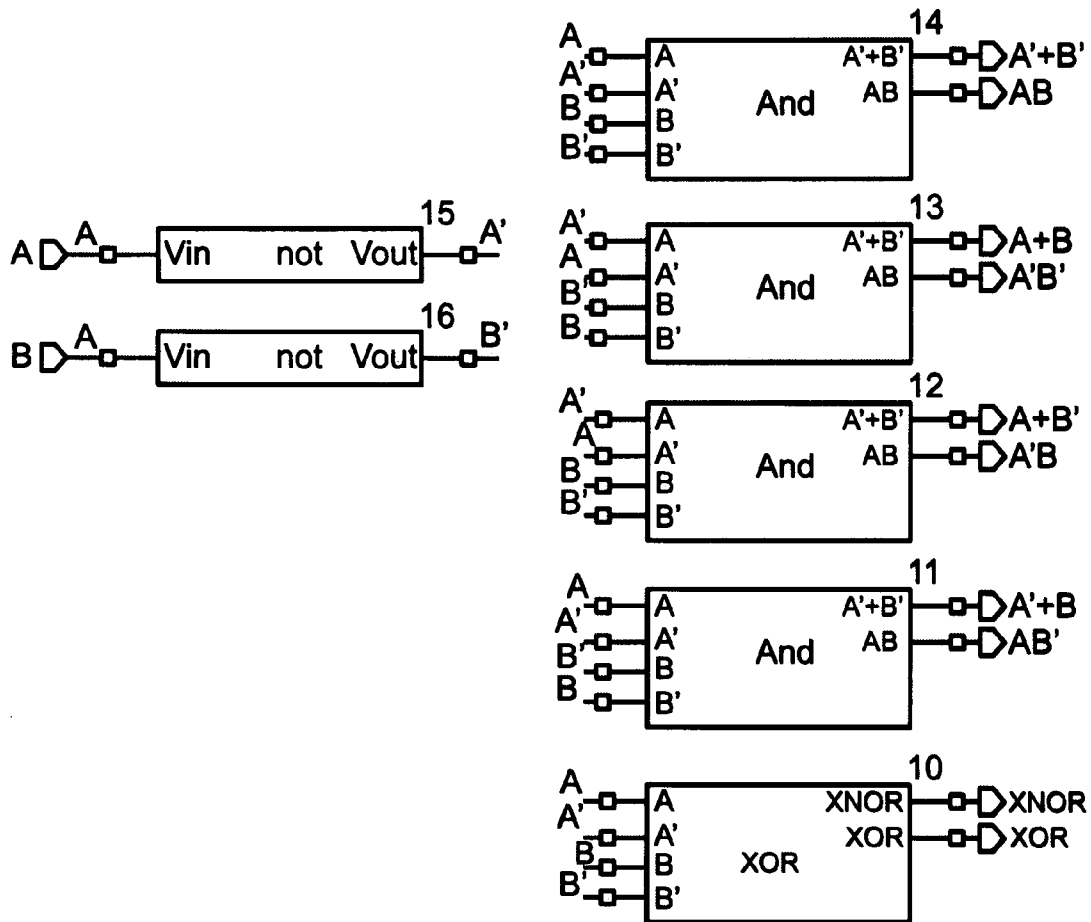 14
A A A'+B' A'+B'
A' A' And AB AB
B B
B' B'
15
A A Vin not Vout A'
16
B A Vin not Vout B'
13
A' A A'+B' A+B
A A' And AB A'B'
B' B
B B'
12
A' A A'+B' A+B'
A A' And AB A'B
B B
B' B'
11
A A A'+B' A'+B
A' A' And AB AB'
B' B
B B'
10
A A XNOR XNOR
A' A' XOR XOR
B B XOR
B' B'